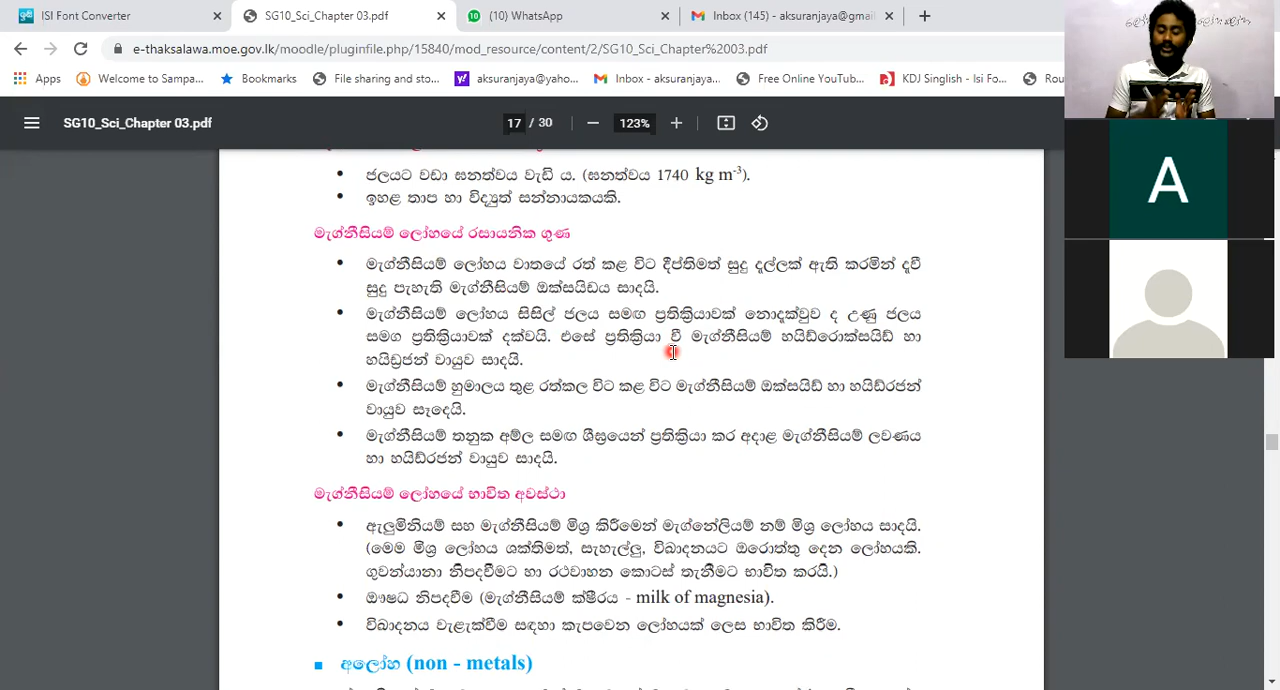 ISI Font Converter
SG10_Sci_Chapter 03.pdf
(10) WhatsApp
Inbox (145) - aksuranjaya@gmai
e-thaksalawa.moe.gov.lk/moodle/pluginfile.php/15840/mod_resource/content/2/SG10_Sci_Chapter%2003.pdf
Apps
Welcome to Sampa...
Bookmarks
File sharing and sto...
aksuranjaya@yaho...
Inbox - aksuranjaya...
Free Online YouTub...
KDJ Singlish - Isi Fo...
Rou
SG10_Sci_Chapter 03.pdf
17 / 30
123%
• ජලයට වඩා ඝනත්වය වැඩි ය. (ඝනත්වය 1740 kg m-3).
• ඉහළ තාප හා විද්‍යුත් සන්නායකයකි.
මැග්නීසියම් ලෝහයේ රසායනික ගුණ
• මැග්නීසියම් ලෝහය වාතයේ රත් කළ විට දීප්තිමත් සුදු දැල්ලක් ඇති කරමින් දැවී
සුදු පැහැති මැග්නීසියම් ඔක්සයිඩය සාදයි.
• මැග්නීසියම් ලෝහය සිසිල් ජලය සමඟ ප්‍රතික්‍රියාවක් නොදැක්වුව ද උණු ජලය
සමග ප්‍රතික්‍රියාවක් දක්වයි. එසේ ප්‍රතික්‍රියා වී මැග්නීසියම් හයිඩ්රොක්සයිඩ් හා
හයිඩ්‍රජන් වායුව සාදයි.
• මැග්නීසියම් හුමාලය තුළ රත්කල විට කළ විට මැග්නීසියම් ඔක්සයිඩ් හා හයිඩ්රජන්
වායුව සෑදෙයි.
• මැග්නීසියම් තනුක අම්ල සමඟ ශීඝ්‍රයෙන් ප්‍රතික්‍රියා කර අදාළ මැග්නීසියම් ලවණය
හා හයිඩ්රජන් වායුව සාදයි.
මැග්නීසියම් ලෝහයේ භාවිත අවස්ථා
• ඇලුමිනියම් සහ මැග්නීසියම් මිශ්‍ර කිරීමෙන් මැග්නේලියම් නම් මිශ්‍ර ලෝහය සාදයි.
(මෙම මිශ්‍ර ලෝහය ශක්තිමත්, සැහැල්ලු, විඛාදනයට ඔරොත්තු දෙන ලෝහයකි.
ගුවන්යානා නිපදවීමට හා රථවාහන කොටස් තැනීමට භාවිත කරයි.)
• ඖෂධ නිපදවීම (මැග්නීසියම් ක්ෂීරය - milk of magnesia).
• විඛාදනය වැළැක්වීම සඳහා කැපවෙන ලෝහයක් ලෙස භාවිත කිරීම.
■ අලෝහ (non - metals)
A